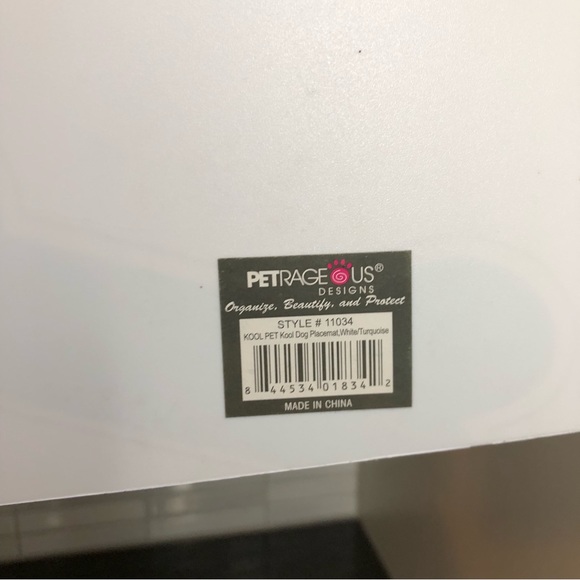 PETRAGEOUS®
DESIGNS
Organize, Beautify, and Protect
STYLE # 11034
KOOL PET Kool Dog Placemat,White/Turquoise
8 44534 01834 2
MADE IN CHINA